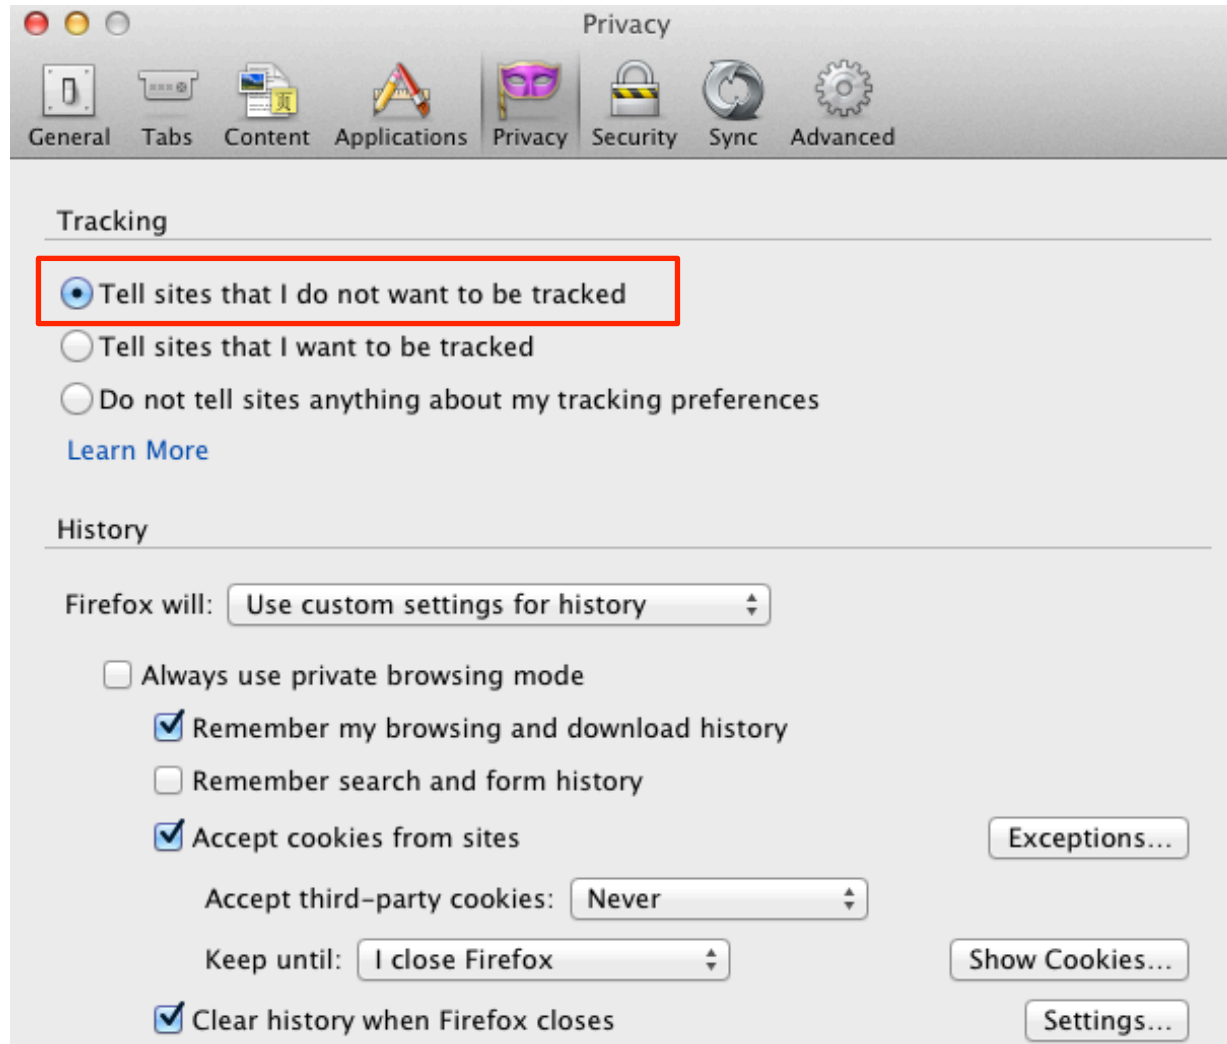 Privacy
General Tabs Content Applications Privacy Security Sync Advanced
Tracking
Tell sites that I do not want to be tracked
Tell sites that I want to be tracked
Do not tell sites anything about my tracking preferences
Learn More
History
Firefox will: Use custom settings for history
Always use private browsing mode
Remember my browsing and download history
Remember search and form history
Accept cookies from sites Exceptions...
Accept third-party cookies: Never
Keep until: I close Firefox Show Cookies...
Clear history when Firefox closes Settings...